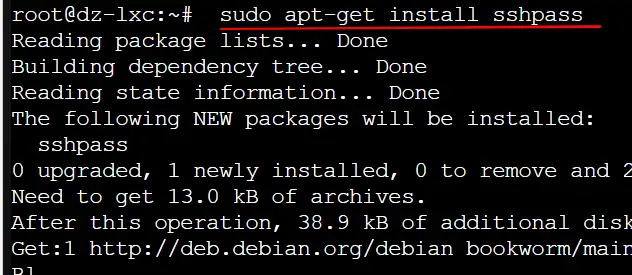 root@dz-lxc:~# sudo apt-get install sshpass
Reading package lists... Done
Building dependency tree... Done
Reading state information... Done
The following NEW packages will be installed:
  sshpass
0 upgraded, 1 newly installed, 0 to remove and 2
Need to get 13.0 kB of archives.
After this operation, 38.9 kB of additional disk
Get:1 http://deb.debian.org/debian bookworm/main